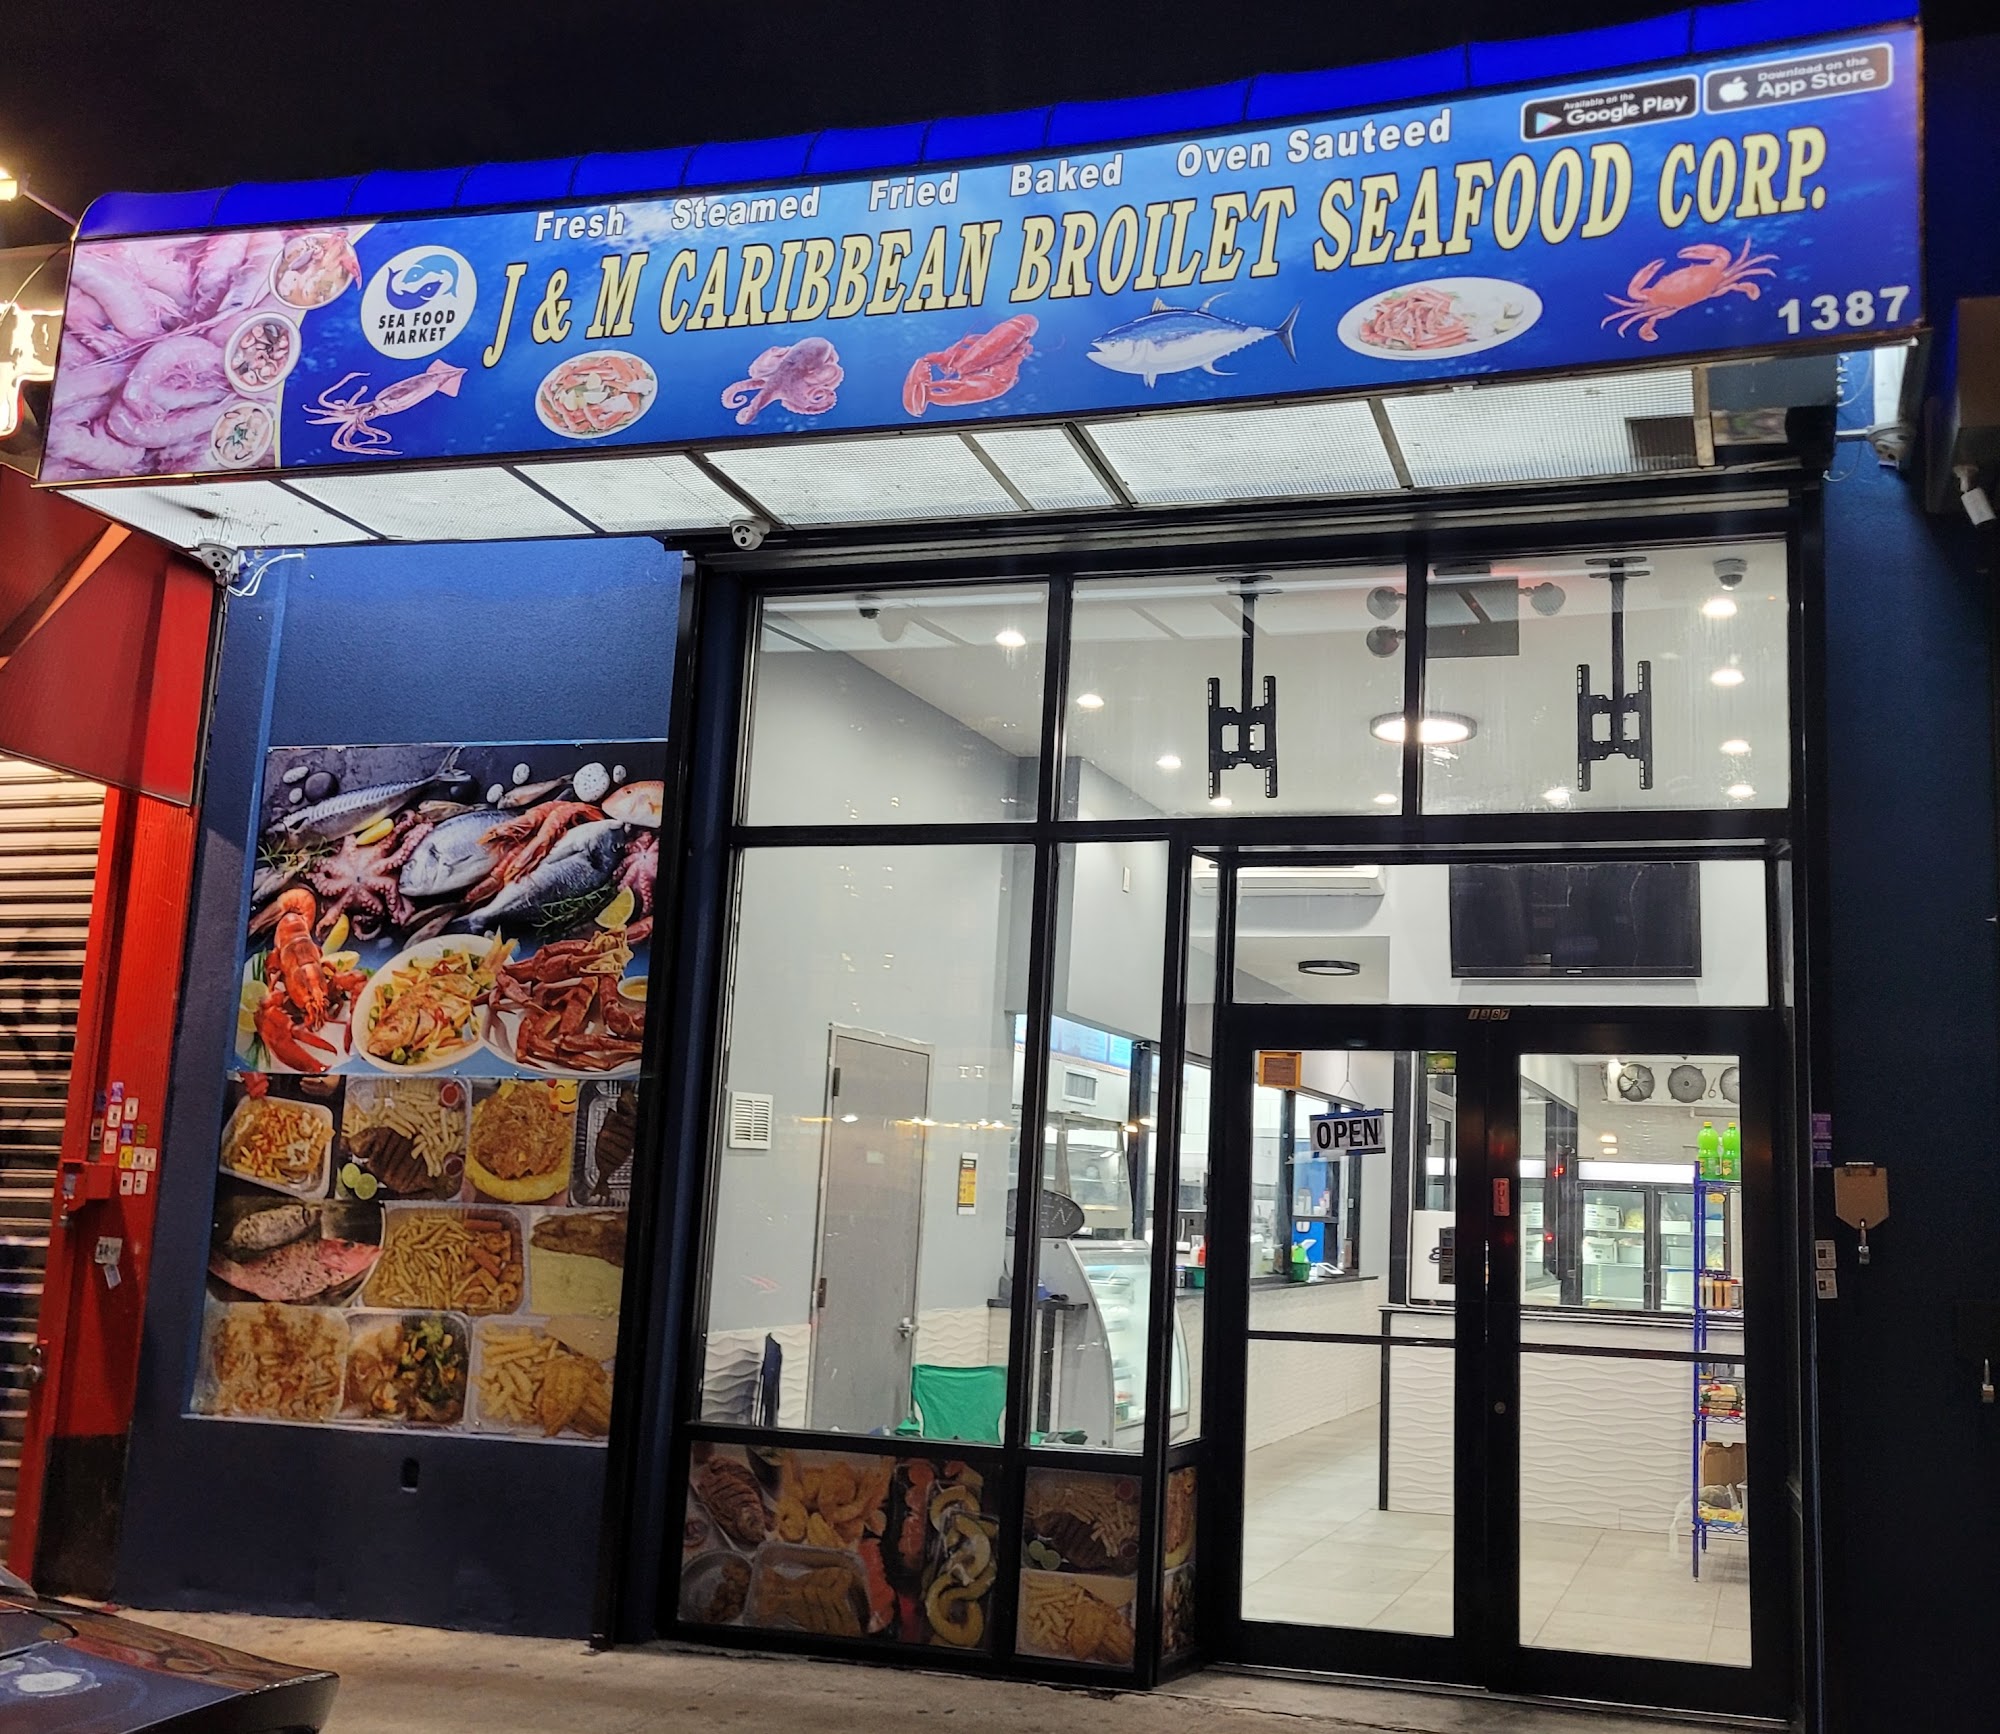 Fresh Steamed Fried Baked Oven Sauteed
Available on the
Google Play
Download on the
App Store
J & M CARIBBEAN BROILET SEAFOOD CORP.
SEA FOOD
MARKET
1387
OPEN